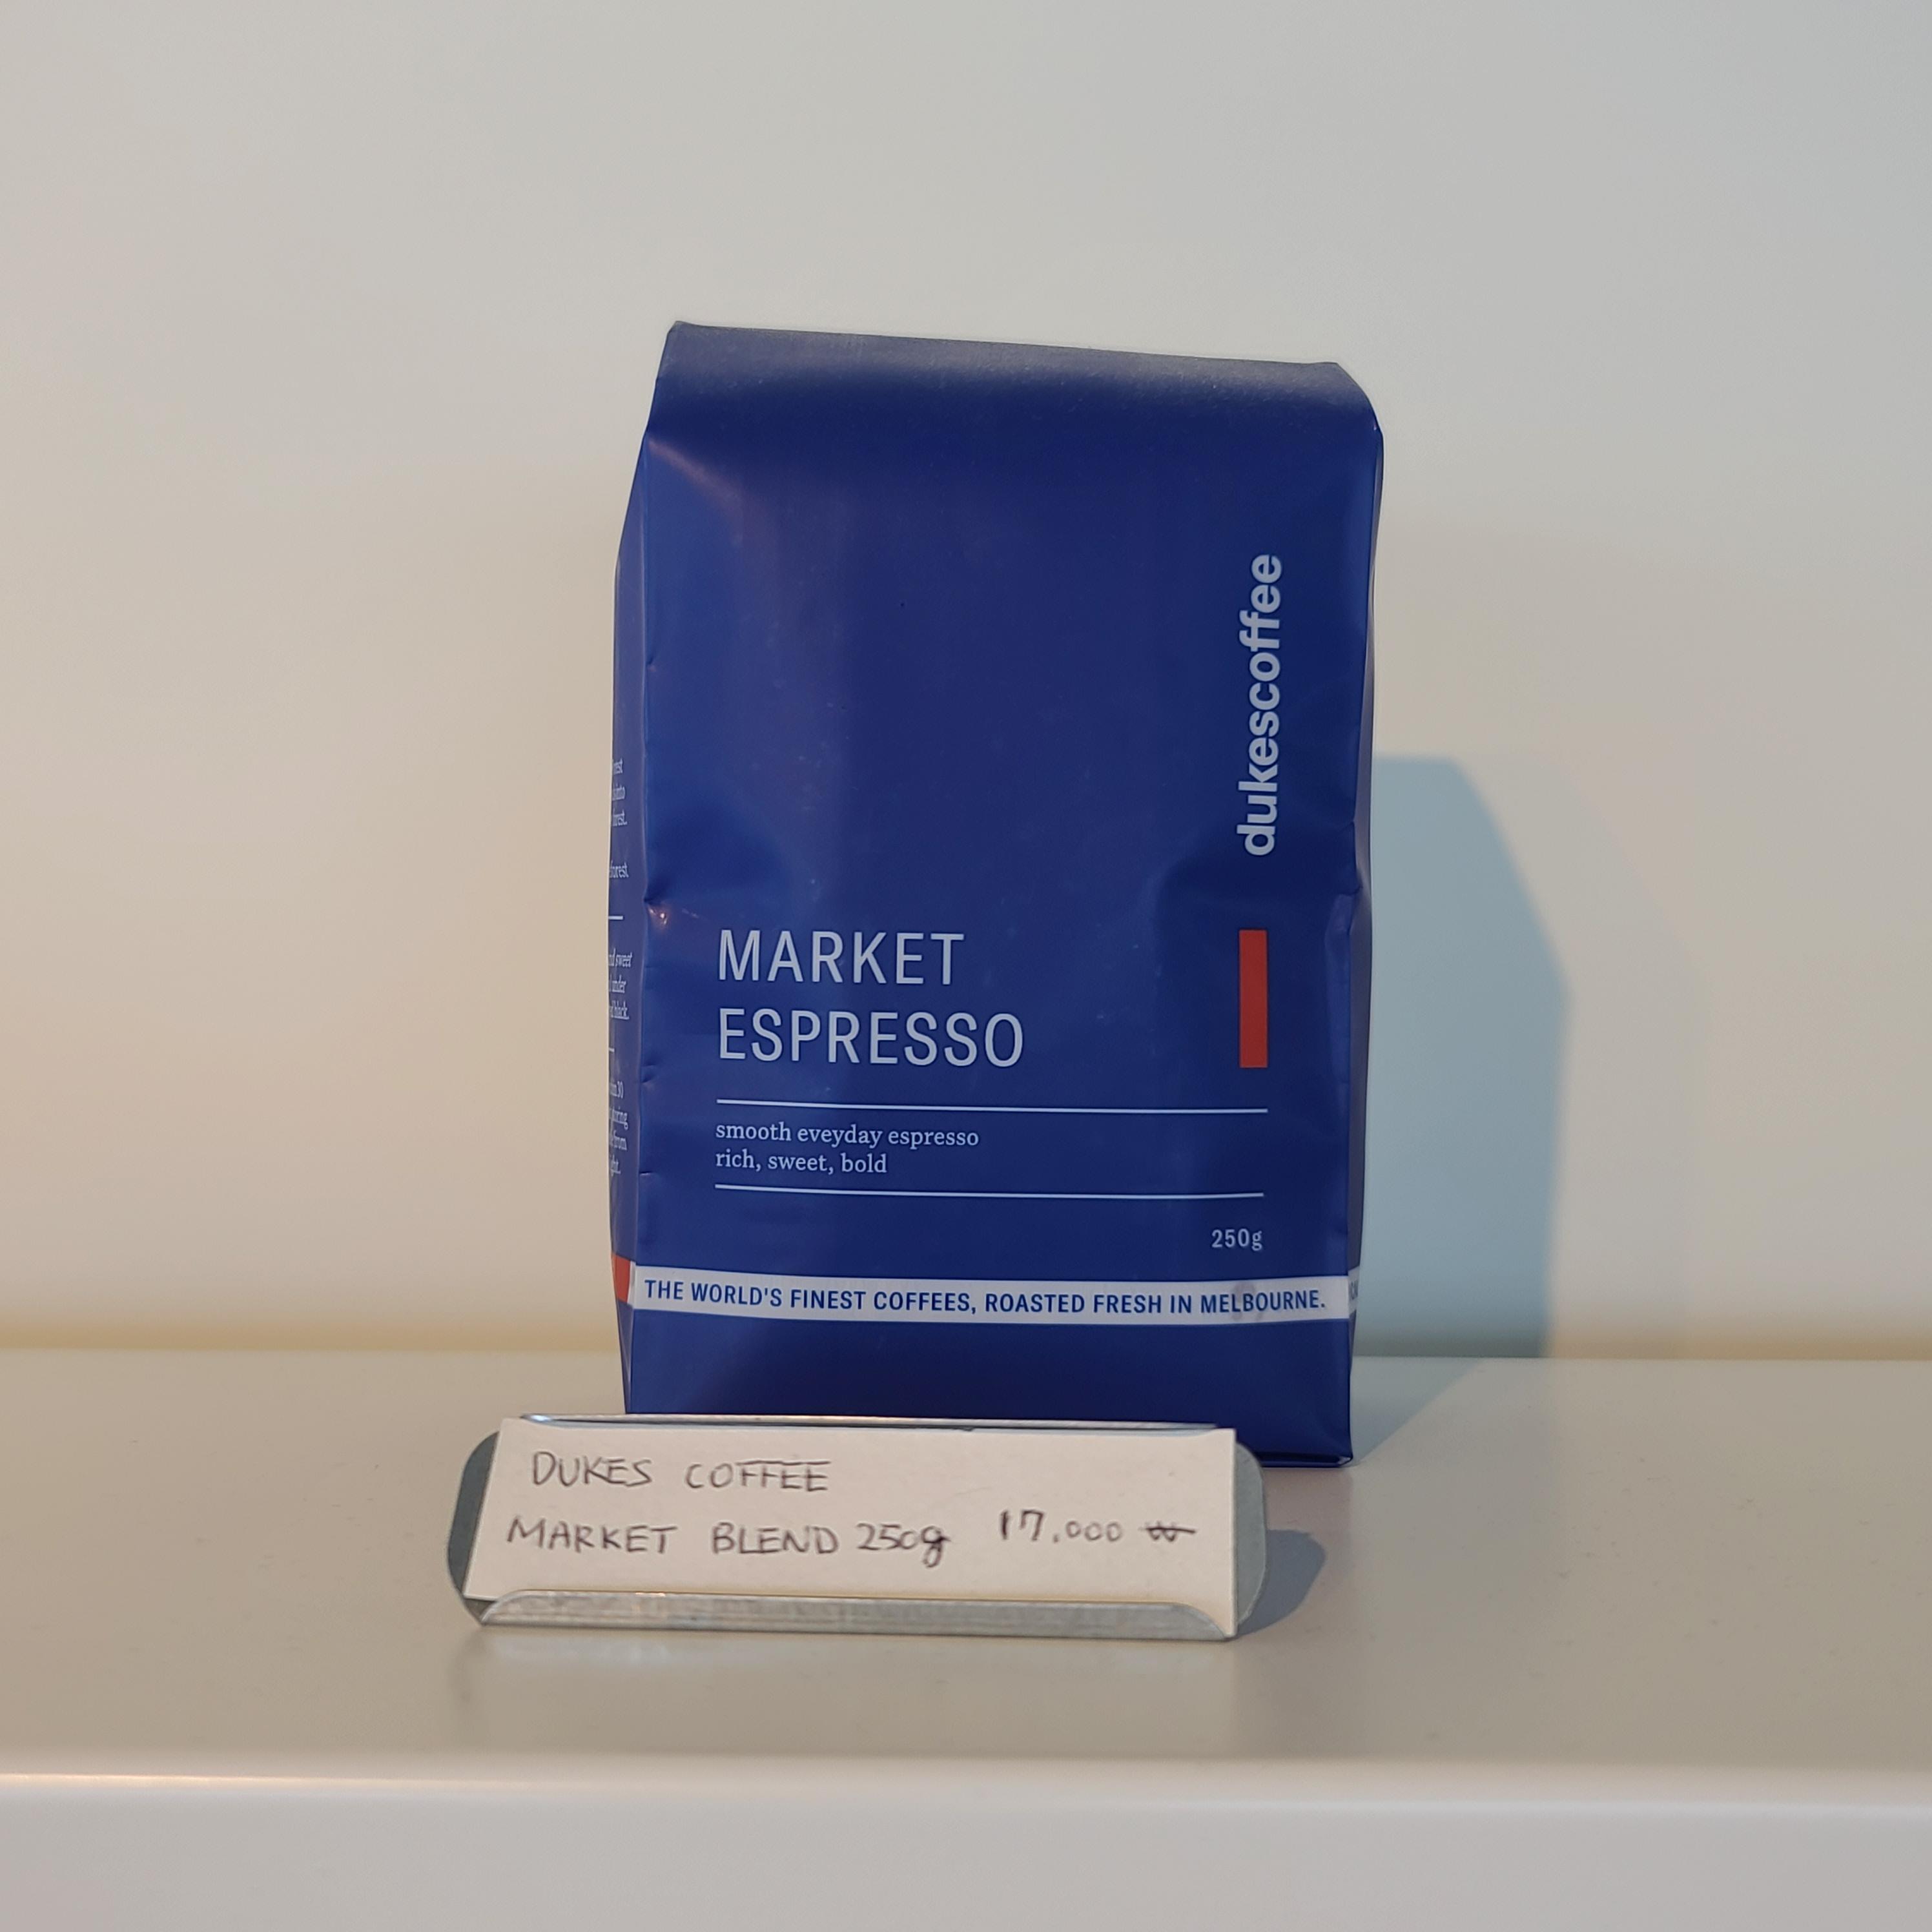 dukescoffee
MARKET
ESPRESSO
smooth eveyday espresso
rich, sweet, bold
250g
THE WORLD'S FINEST COFFEES, ROASTED FRESH IN MELBOURNE.
DUKES COFFEE
MARKET BLEND 250g 17,000 ₩